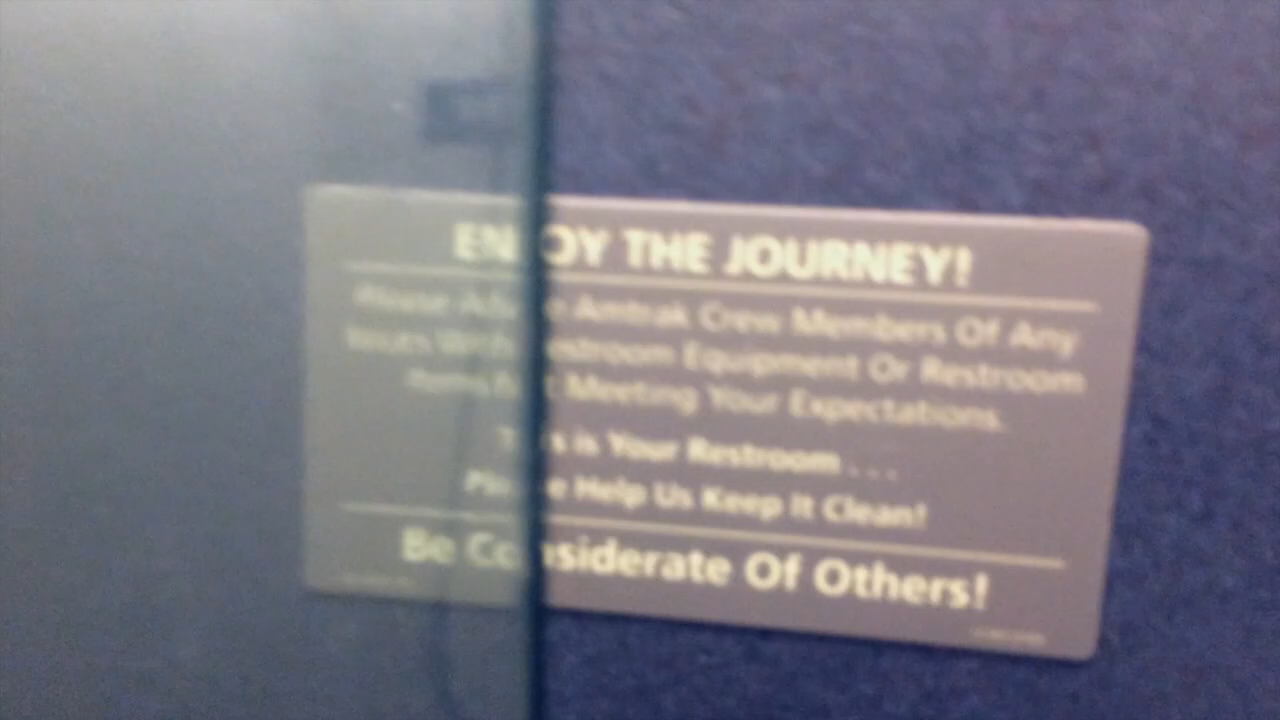 ENJOY THE JOURNEY!
Please Advise Amtrak Crew Members Of Any
Issues With Restroom Equipment Or Restroom
Items Not Meeting Your Expectations.
This is Your Restroom . . .
Please Help Us Keep It Clean!
Be Considerate Of Others!